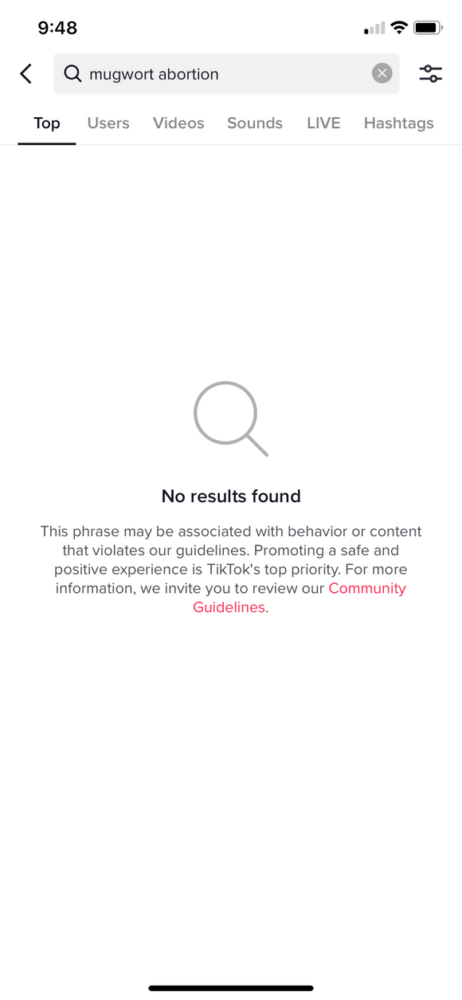 9:48
mugwort abortion
Top Users Videos Sounds LIVE Hashtags
No results found
This phrase may be associated with behavior or content
that violates our guidelines. Promoting a safe and
positive experience is TikTok's top priority. For more
information, we invite you to review our Community
Guidelines.